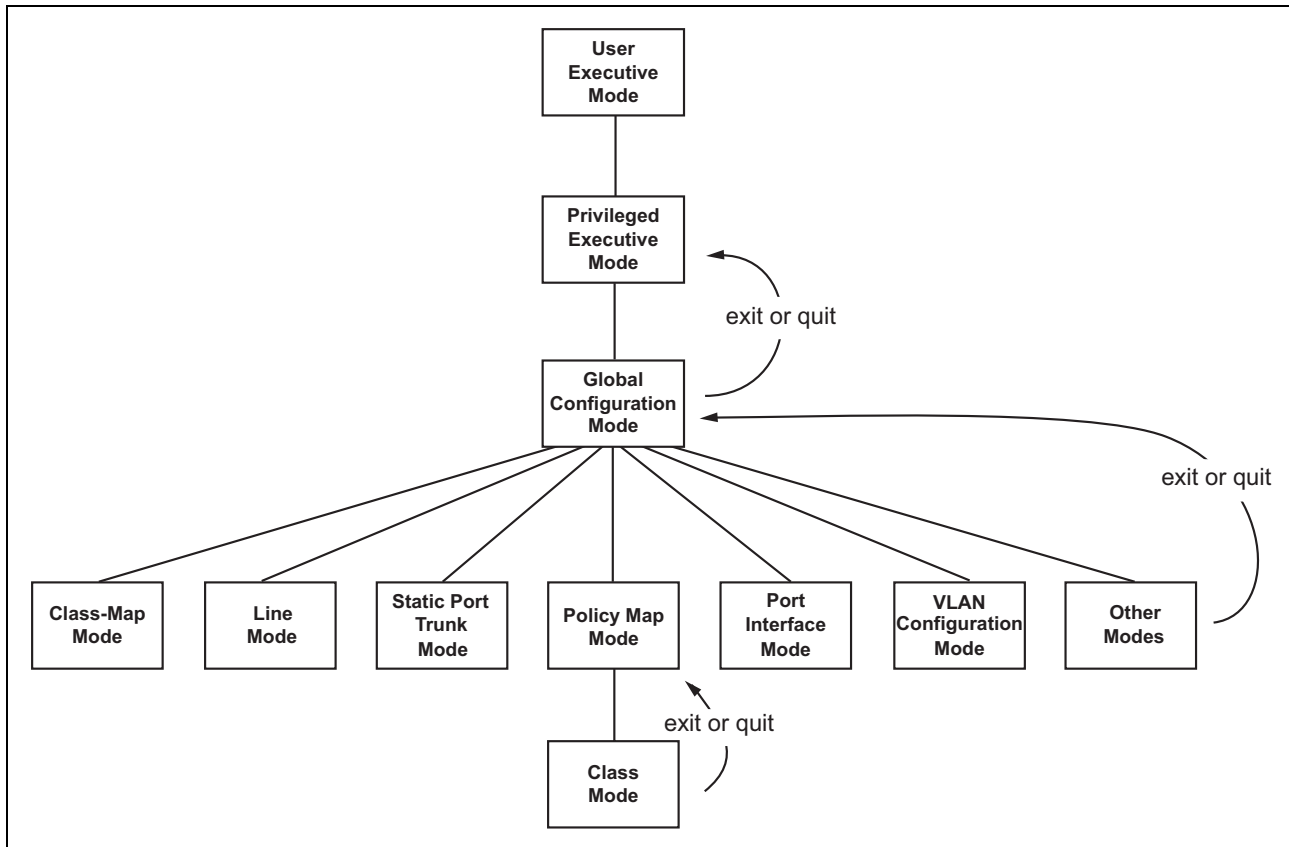 User
Executive
Mode
Privileged
Executive
Mode
exit or quit
Global
Configuration
Mode
exit or quit
Class-Map
Mode
Line
Mode
Static Port
Trunk
Mode
Policy Map
Mode
Port
Interface
Mode
VLAN
Configuration
Mode
Other
Modes
exit or quit
Class
Mode